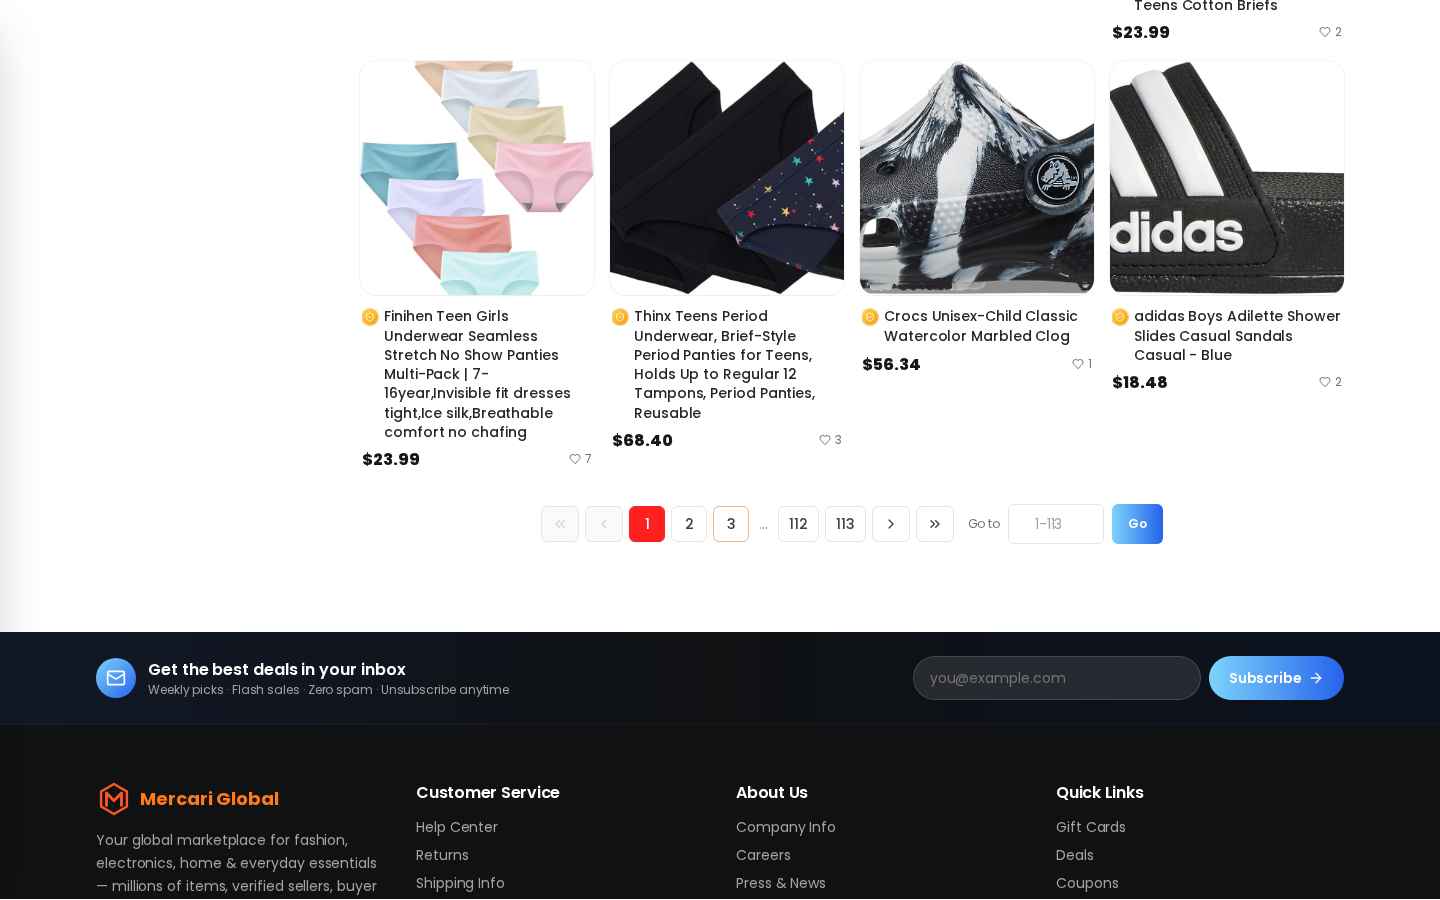 Teens Cotton Briefs
$23.99
2
adidas
Finihen Teen Girls
Underwear Seamless
Stretch No Show Panties
Multi-Pack | 7-
16year,Invisible fit dresses
tight,Ice silk,Breathable
comfort no chafing
$23.99
7
Thinx Teens Period
Underwear, Brief-Style
Period Panties for Teens,
Holds Up to Regular 12
Tampons, Period Panties,
Reusable
$68.40
3
Crocs Unisex-Child Classic
Watercolor Marbled Clog
$56.34
1
adidas Boys Adilette Shower
Slides Casual Sandals
Casual - Blue
$18.48
2
« ‹ 1 2 3 ... 112 113 › » Go to 1-113 Go
Get the best deals in your inbox
Weekly picks · Flash sales · Zero spam · Unsubscribe anytime
you@example.com
Subscribe →
Mercari Global
Your global marketplace for fashion,
electronics, home & everyday essentials
— millions of items, verified sellers, buyer
Customer Service
Help Center
Returns
Shipping Info
About Us
Company Info
Careers
Press & News
Quick Links
Gift Cards
Deals
Coupons